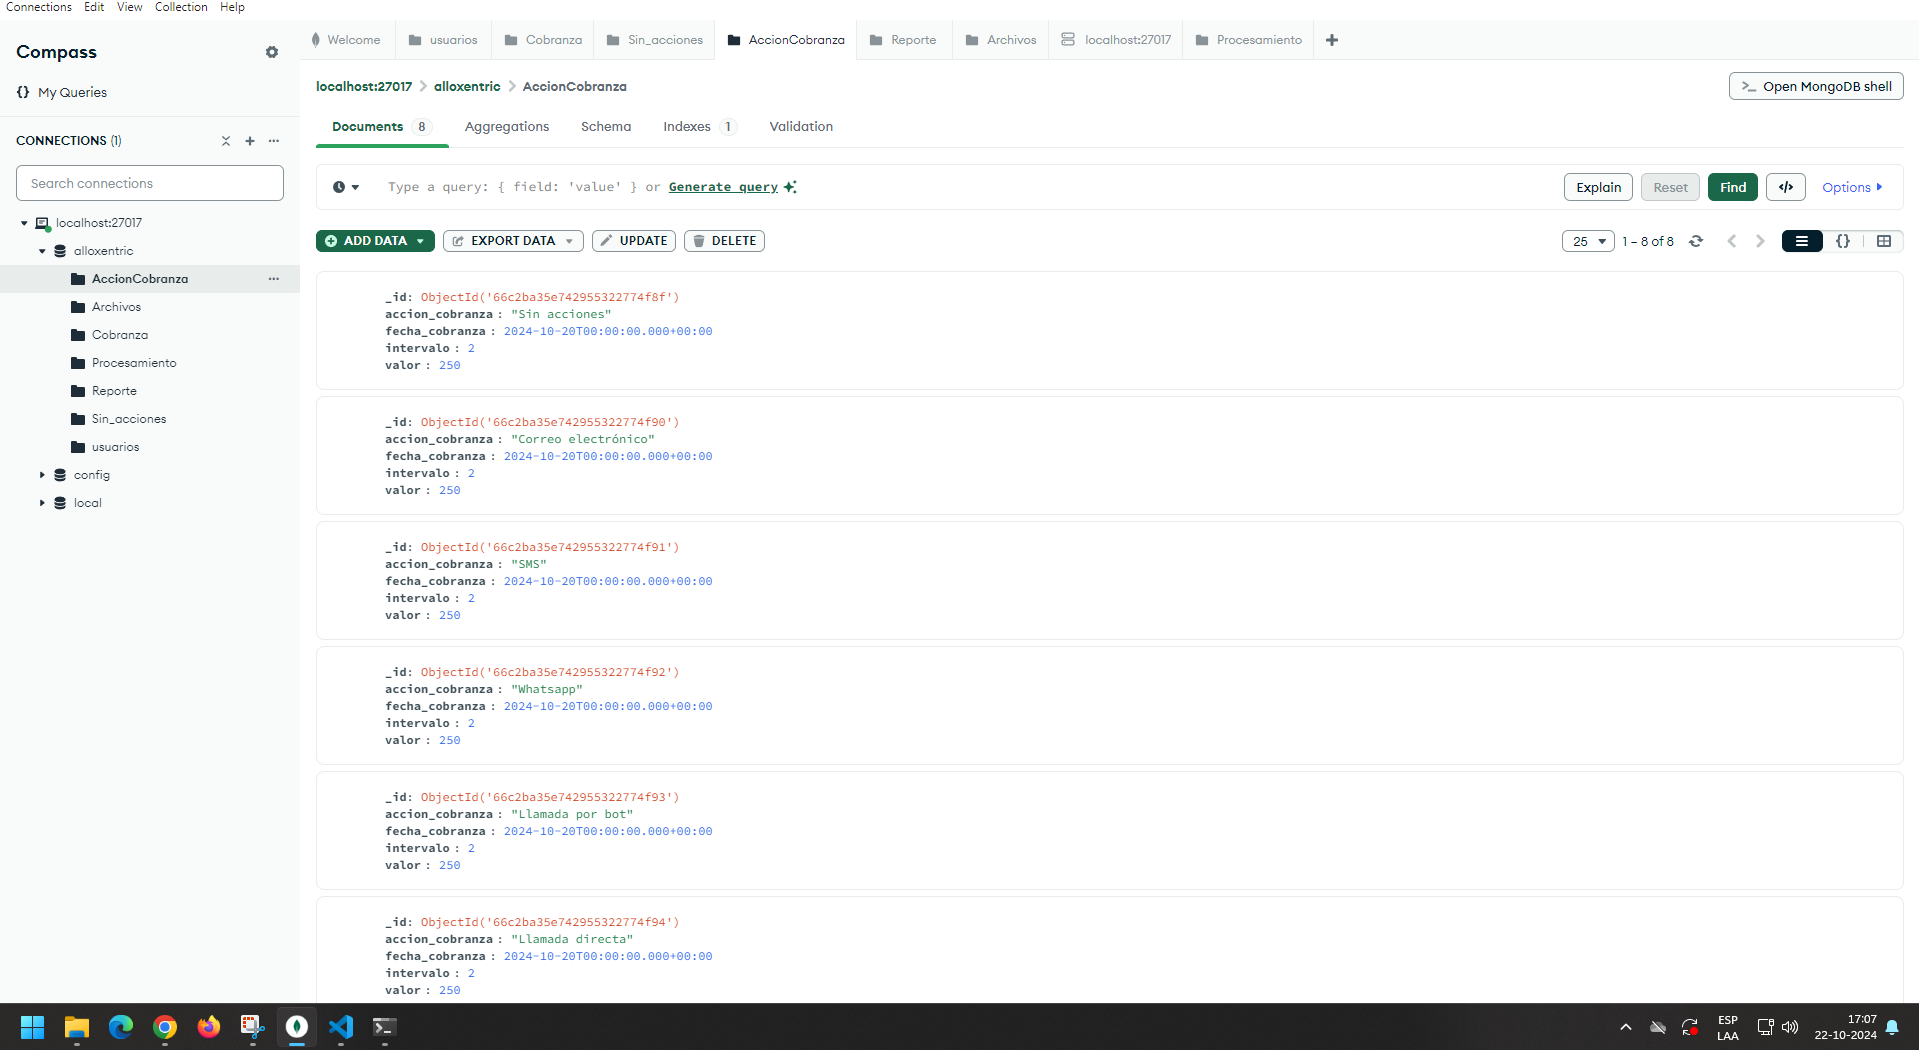 Connections Edit View Collection Help
Compass
{} My Queries
CONNECTIONS (1)
Search connections
localhost:27017
alloxentric
AccionCobranza
Archivos
Cobranza
Procesamiento
Reporte
Sin_acciones
usuarios
config
local
Welcome usuarios Cobranza Sin_acciones AccionCobranza Reporte Archivos localhost:27017 Procesamiento
localhost:27017 > alloxentric > AccionCobranza
>_ Open MongoDB shell
Documents 8 Aggregations Schema Indexes 1 Validation
Type a query: { field: 'value' } or Generate query
Explain Reset Find </> Options
ADD DATA EXPORT DATA UPDATE DELETE
25 1 – 8 of 8 {}
_id: ObjectId('66c2ba35e742955322774f8f')
accion_cobranza : "Sin acciones"
fecha_cobranza : 2024-10-20T00:00:00.000+00:00
intervalo : 2
valor : 250
_id: ObjectId('66c2ba35e742955322774f90')
accion_cobranza : "Correo electrónico"
fecha_cobranza : 2024-10-20T00:00:00.000+00:00
intervalo : 2
valor : 250
_id: ObjectId('66c2ba35e742955322774f91')
accion_cobranza : "SMS"
fecha_cobranza : 2024-10-20T00:00:00.000+00:00
intervalo : 2
valor : 250
_id: ObjectId('66c2ba35e742955322774f92')
accion_cobranza : "Whatsapp"
fecha_cobranza : 2024-10-20T00:00:00.000+00:00
intervalo : 2
valor : 250
_id: ObjectId('66c2ba35e742955322774f93')
accion_cobranza : "Llamada por bot"
fecha_cobranza : 2024-10-20T00:00:00.000+00:00
intervalo : 2
valor : 250
_id: ObjectId('66c2ba35e742955322774f94')
accion_cobranza : "Llamada directa"
fecha_cobranza : 2024-10-20T00:00:00.000+00:00
intervalo : 2
valor : 250
ESP
LAA
17:07
22-10-2024